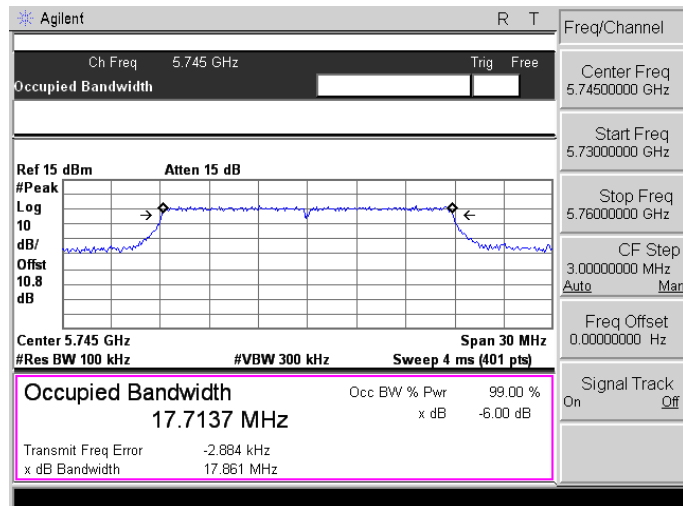 Agilent R T
Ch Freq 5.745 GHz Trig Free
Occupied Bandwidth
Ref 15 dBm Atten 15 dB
#Peak
Log
10
dB/
Offst
10.8
dB
Center 5.745 GHz Span 30 MHz
#Res BW 100 kHz #VBW 300 kHz Sweep 4 ms (401 pts)
Occupied Bandwidth Occ BW % Pwr 99.00 %
17.7137 MHz x dB -6.00 dB
Transmit Freq Error -2.884 kHz
x dB Bandwidth 17.861 MHz
Freq/Channel
Center Freq
5.74500000 GHz
Start Freq
5.73000000 GHz
Stop Freq
5.76000000 GHz
CF Step
3.00000000 MHz
Auto Man
Freq Offset
0.00000000 Hz
Signal Track
On Off